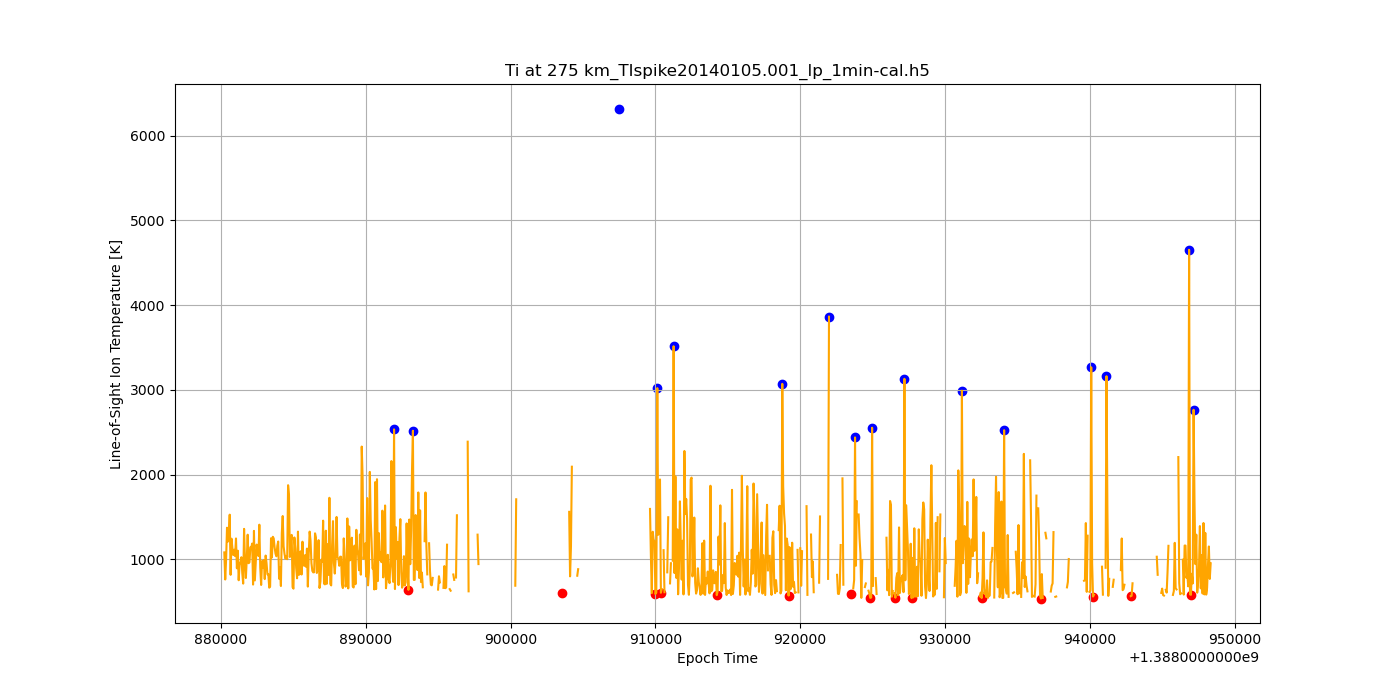 Ti at 275 km_TIspike20140105.001_lp_1min-cal.h5
Line-of-Sight Ion Temperature [K]
6000
5000
4000
3000
2000
1000
880000 890000 900000 910000 920000 930000 940000 950000
Epoch Time
+1.3880000000e9